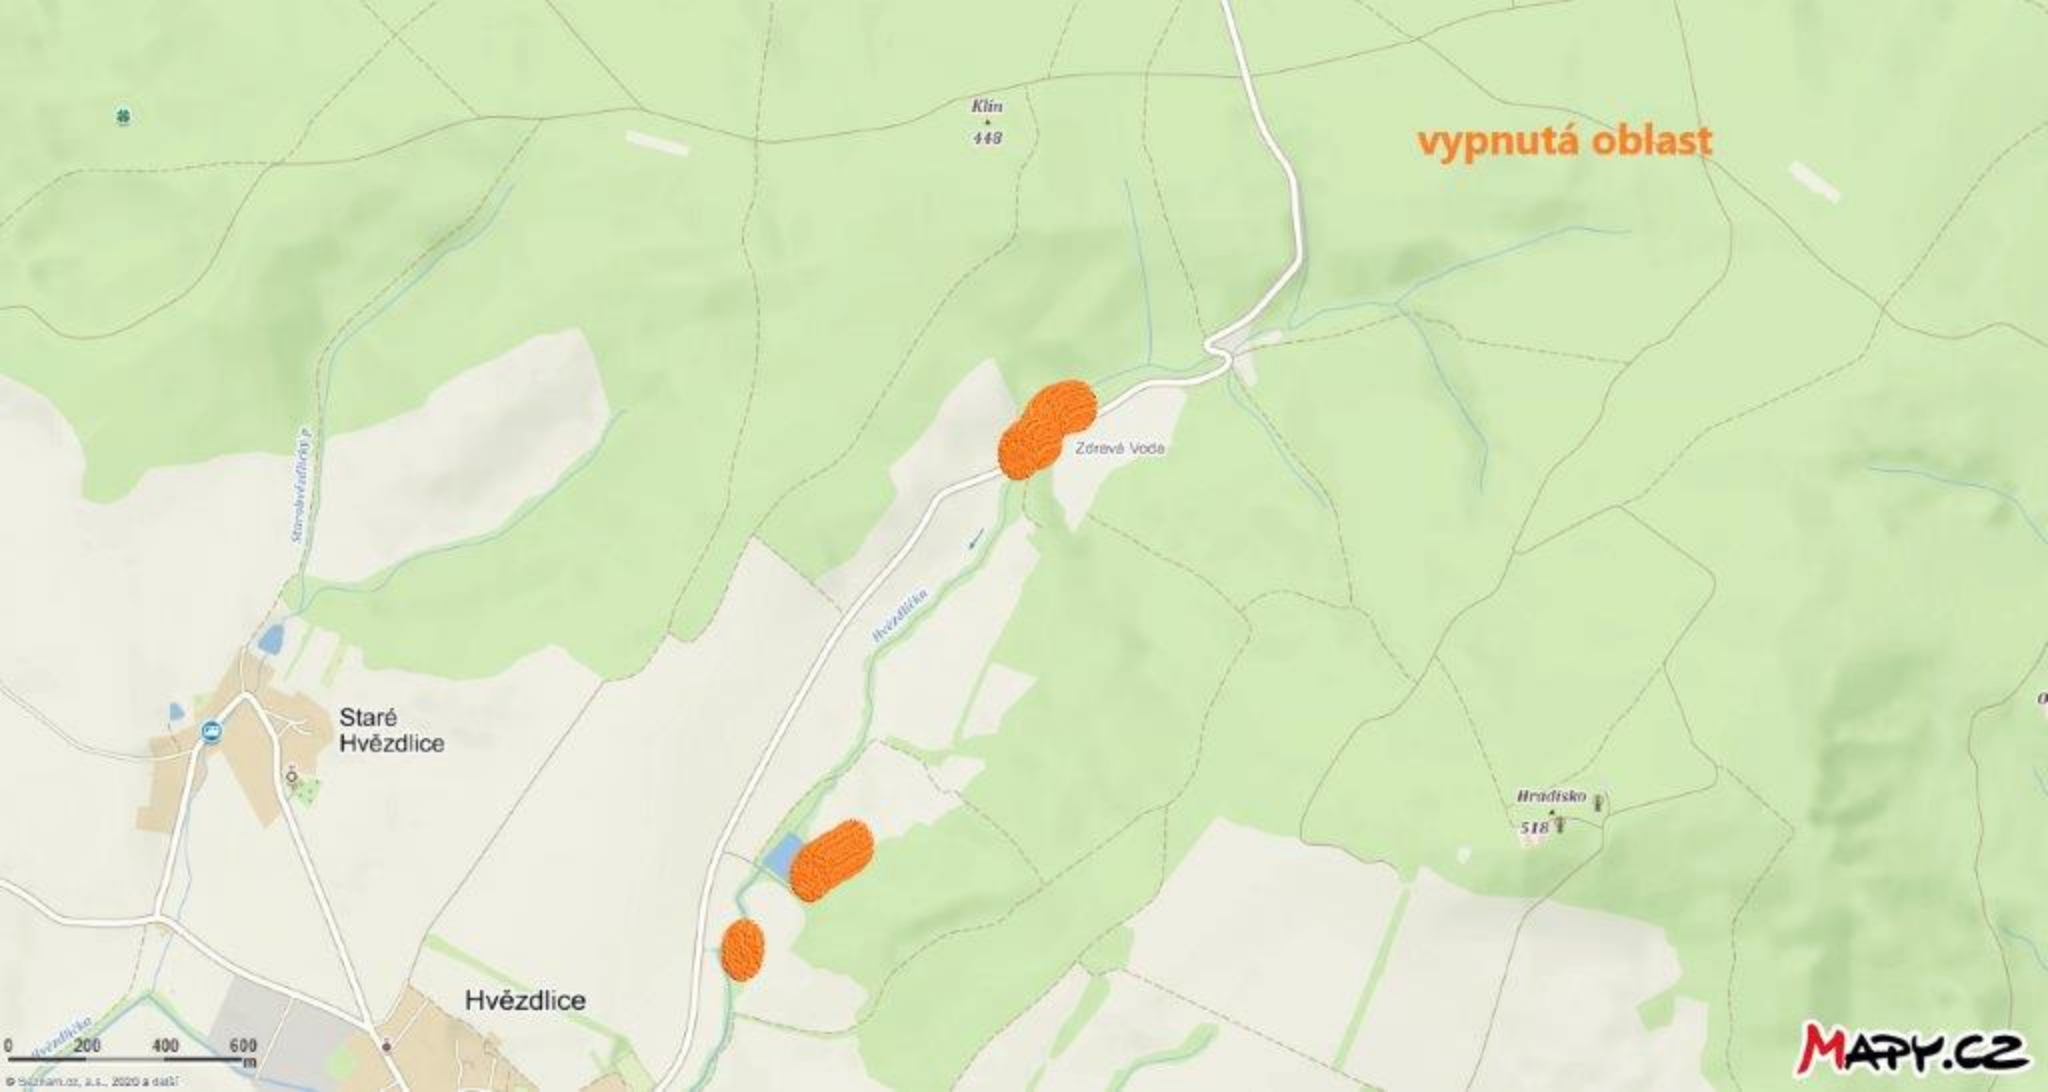 Klín
448
vypnutá oblast
Zdravá Voda
Starohvězdlický p.
Hvězdlička
Staré
Hvězdlice
Hradisko
518
Hvězdlice
Hvězdlička
0 200 400 600
m
© Seznam.cz, a.s., 2020 a další
MAPY.CZ